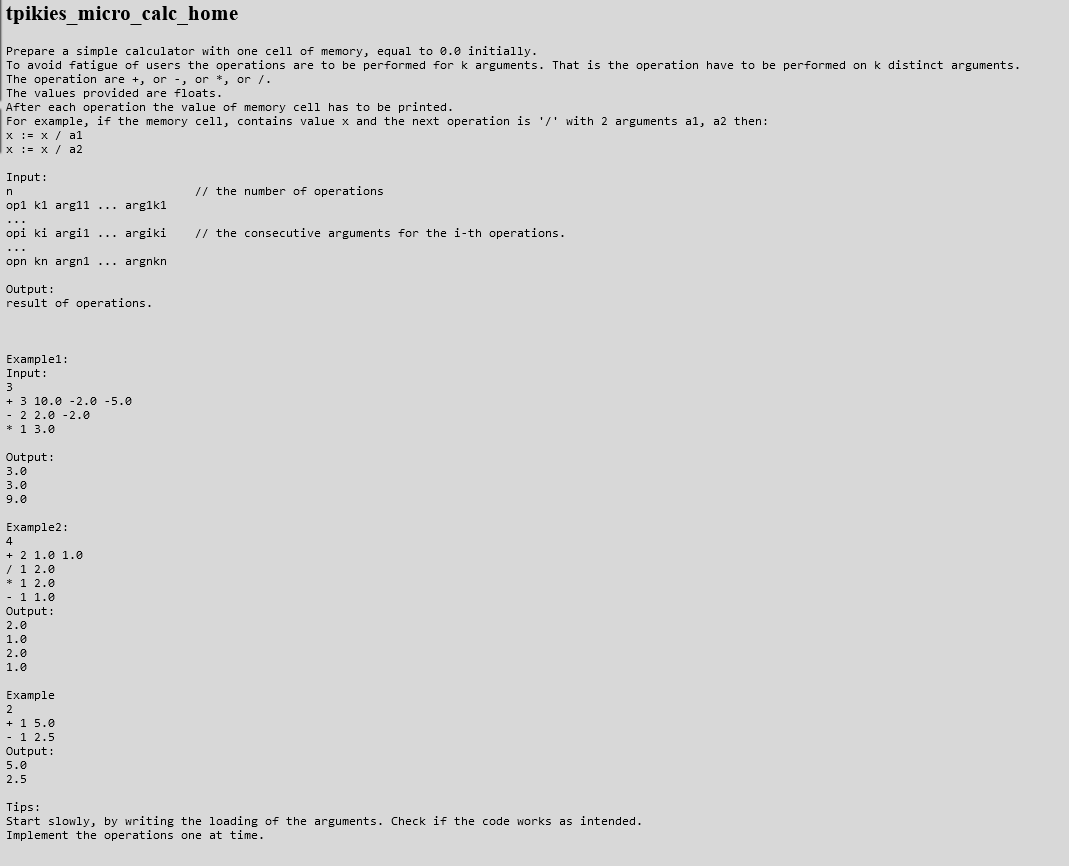 tpikies_micro_calc_home
Prepare a simple calculator with one cell of memory, equal to 0.0 initially.
To avoid fatigue of users the operations are to be performed for k arguments. That is the operation have to be performed on k distinct arguments.
The operation are +, or -, or *, or /.
The values provided are floats.
After each operation the value of memory cell has to be printed.
For example, if the memory cell, contains value x and the next operation is '/' with 2 arguments a1, a2 then:
x := x / a1
x := x / a2
Input:
n // the number of operations
op1 k1 arg11 ... arg1k1
...
opi ki argi1 ... argiki // the consecutive arguments for the i-th operations.
...
opn kn argn1 ... argnkn
Output:
result of operations.
Example1:
Input:
3
+ 3 10.0 -2.0 -5.0
- 2 2.0 -2.0
* 1 3.0
Output:
3.0
3.0
9.0
Example2:
4
+ 2 1.0 1.0
/ 1 2.0
* 1 2.0
- 1 1.0
Output:
2.0
1.0
2.0
1.0
Example
2
+ 1 5.0
- 1 2.5
Output:
5.0
2.5
Tips:
Start slowly, by writing the loading of the arguments. Check if the code works as intended.
Implement the operations one at time.